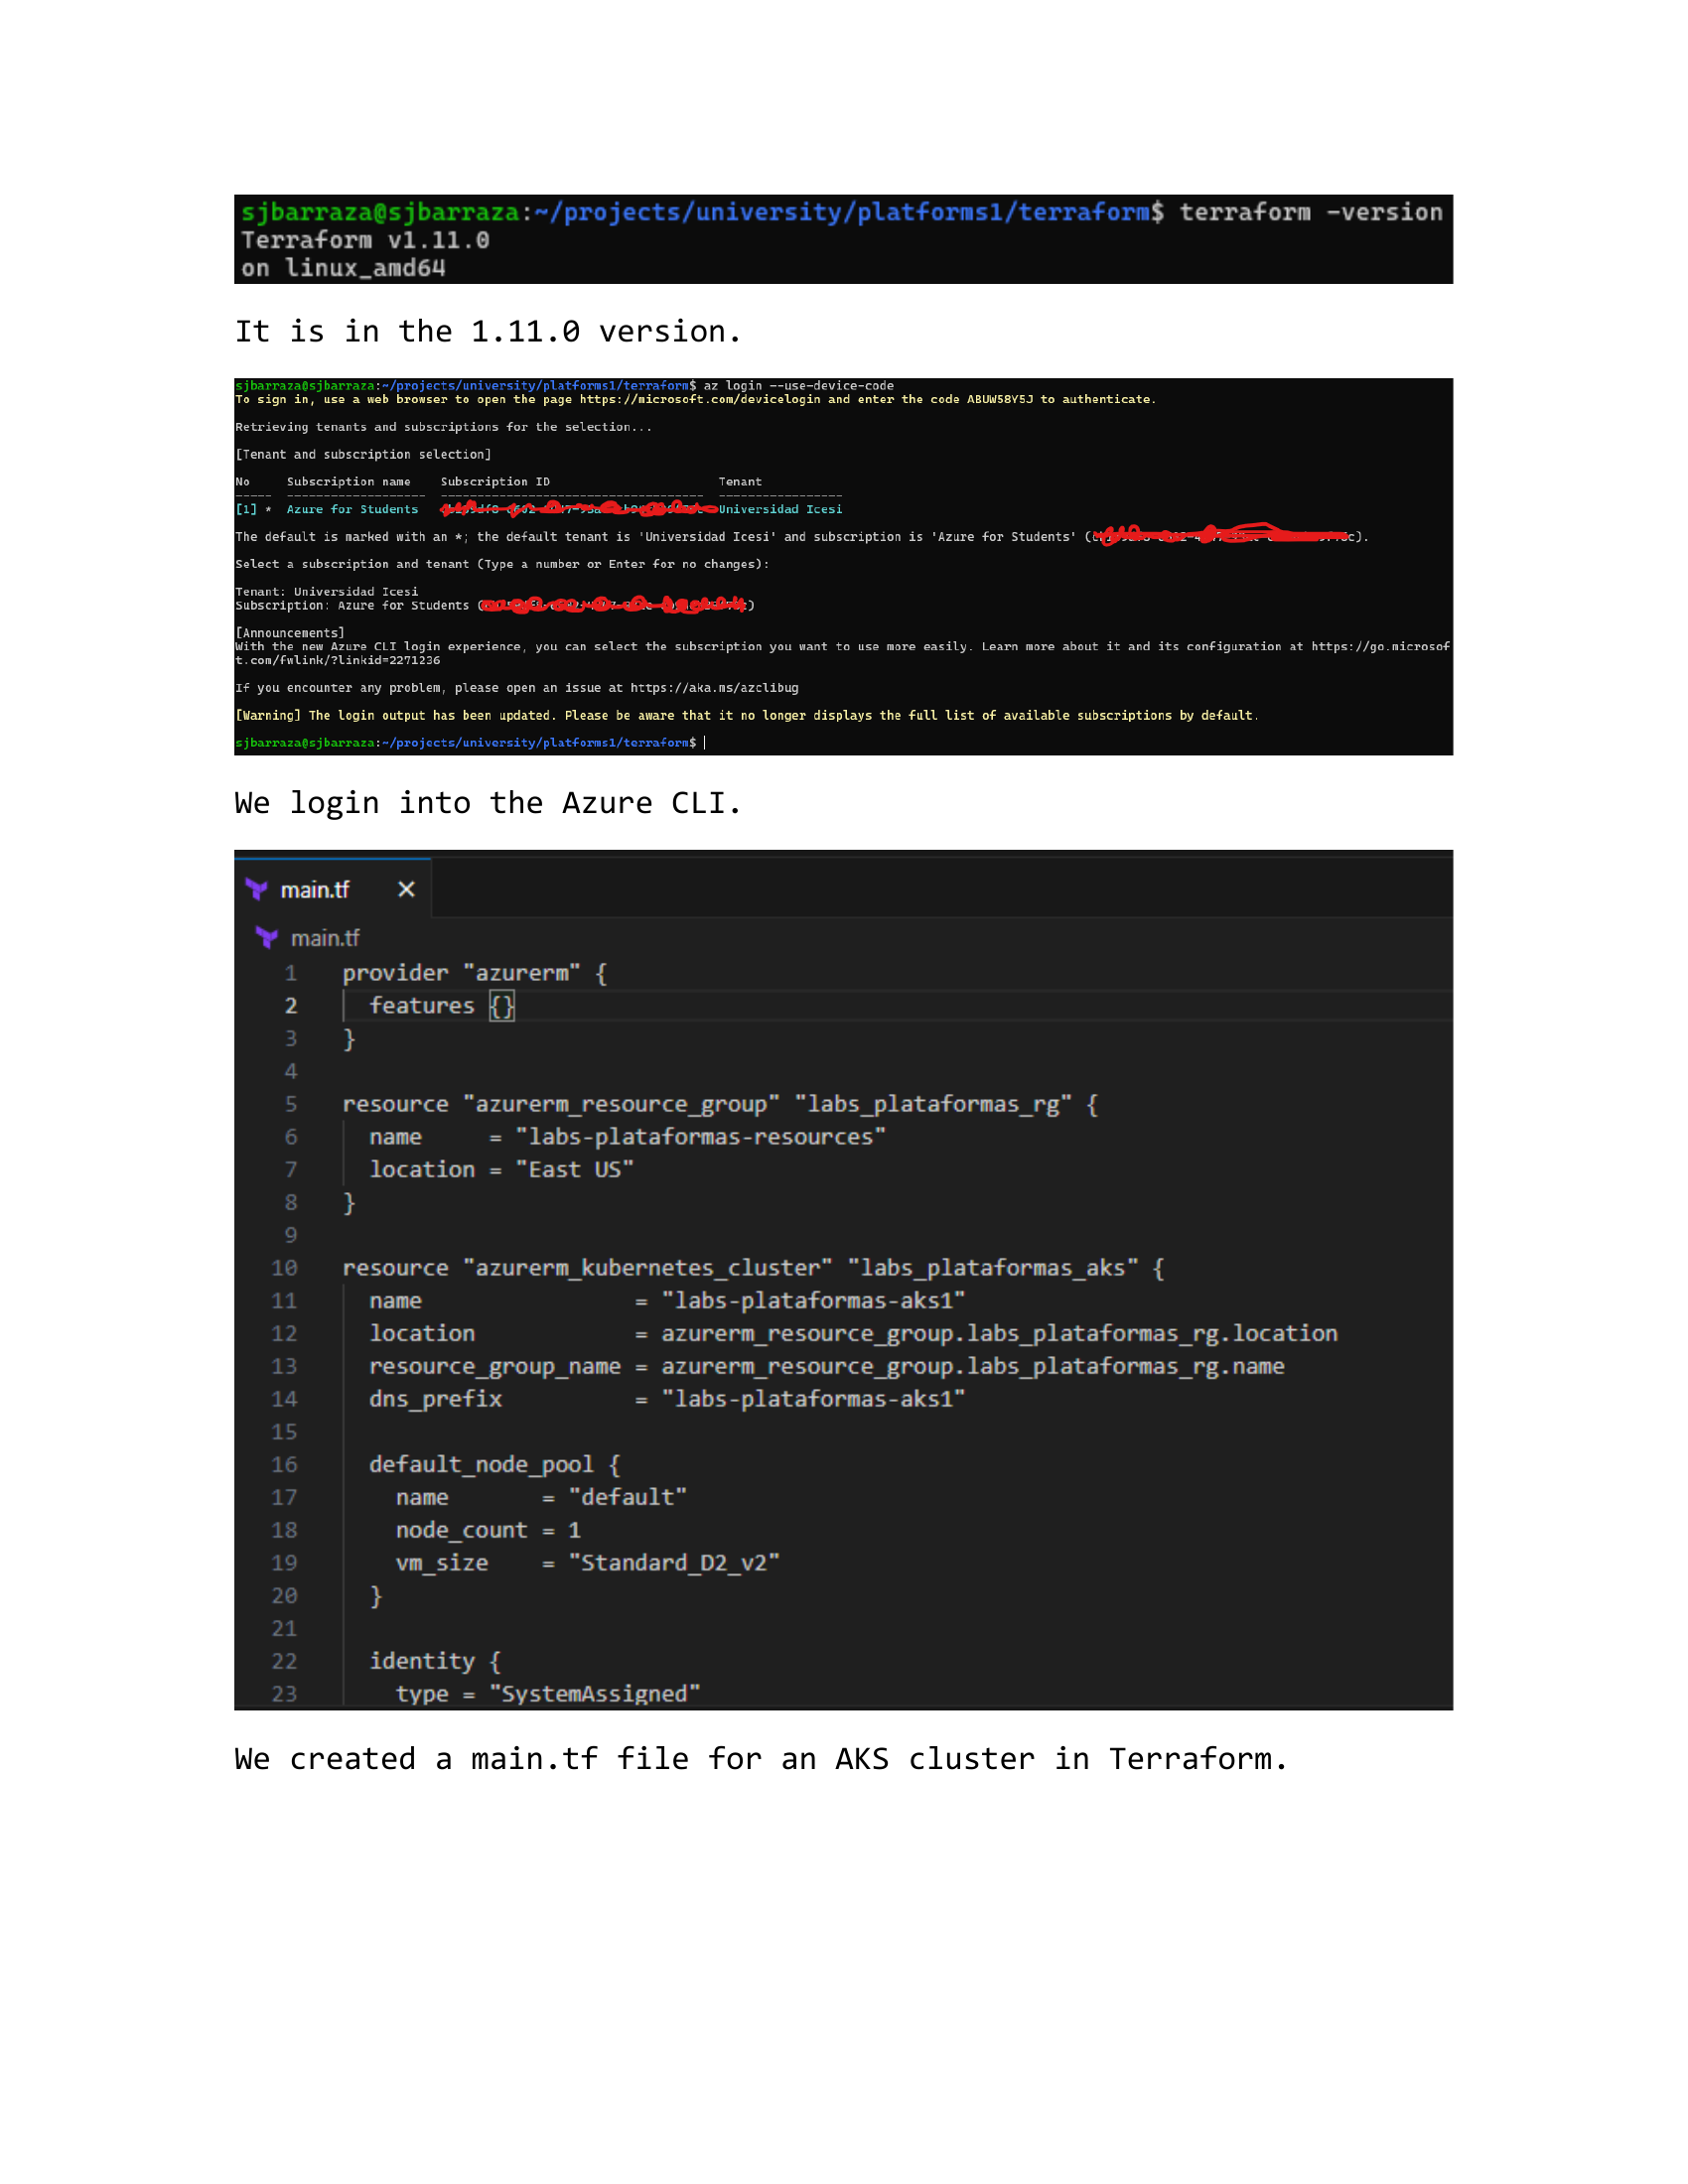 sjbarraza@sjbarraza:~/projects/university/platforms1/terraform$ terraform -version
Terraform v1.11.0
on linux_amd64
It is in the 1.11.0 version.
sjbarraza@sjbarraza:~/projects/university/platforms1/terraform$ az login --use-device-code
To sign in, use a web browser to open the page https://microsoft.com/devicelogin and enter the code ABUW58Y5J to authenticate.
Retrieving tenants and subscriptions for the selection...
[Tenant and subscription selection]
No     Subscription name    Subscription ID                       Tenant
-----  -------------------  ------------------------------------  -----------------
[1] *  Azure for Students   Universidad Icesi
The default is marked with an *; the default tenant is 'Universidad Icesi' and subscription is 'Azure for Students' ( ).
Select a subscription and tenant (Type a number or Enter for no changes):
Tenant: Universidad Icesi
Subscription: Azure for Students ( )
[Announcements]
With the new Azure CLI login experience, you can select the subscription you want to use more easily. Learn more about it and its configuration at https://go.microsof
t.com/fwlink/?linkid=2271236
If you encounter any problem, please open an issue at https://aka.ms/azclibug
[Warning] The login output has been updated. Please be aware that it no longer displays the full list of available subscriptions by default.
sjbarraza@sjbarraza:~/projects/university/platforms1/terraform$
We login into the Azure CLI.
main.tf ✕
main.tf
1 provider "azurerm" {
2   features {}
3 }
4
5 resource "azurerm_resource_group" "labs_plataformas_rg" {
6   name     = "labs-plataformas-resources"
7   location = "East US"
8 }
9
10 resource "azurerm_kubernetes_cluster" "labs_plataformas_aks" {
11   name                = "labs-plataformas-aks1"
12   location            = azurerm_resource_group.labs_plataformas_rg.location
13   resource_group_name = azurerm_resource_group.labs_plataformas_rg.name
14   dns_prefix          = "labs-plataformas-aks1"
15
16   default_node_pool {
17     name       = "default"
18     node_count = 1
19     vm_size    = "Standard_D2_v2"
20   }
21
22   identity {
23     type = "SystemAssigned"
We created a main.tf file for an AKS cluster in Terraform.